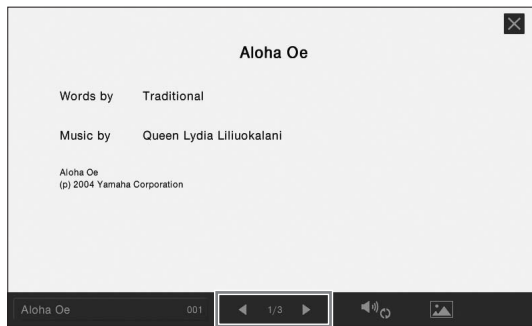 Aloha Oe
Words by Traditional
Music by Queen Lydia Liliuokalani
Aloha Oe
(p) 2004 Yamaha Corporation
Aloha Oe 001 1/3